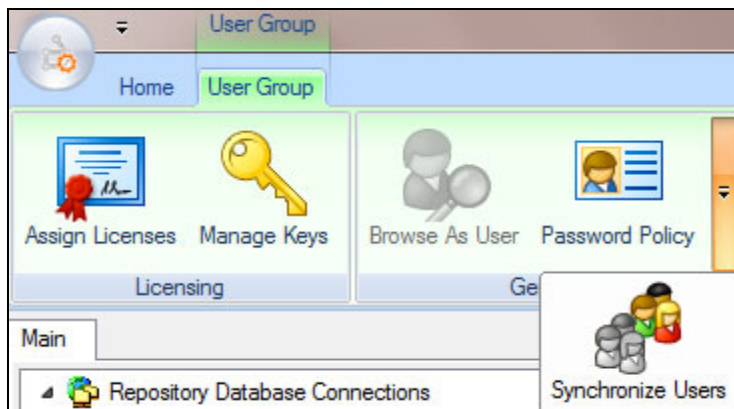 User Group
Home User Group
Assign Licenses Manage Keys Browse As User Password Policy
Licensing Ge
Main
Synchronize Users
Repository Database Connections